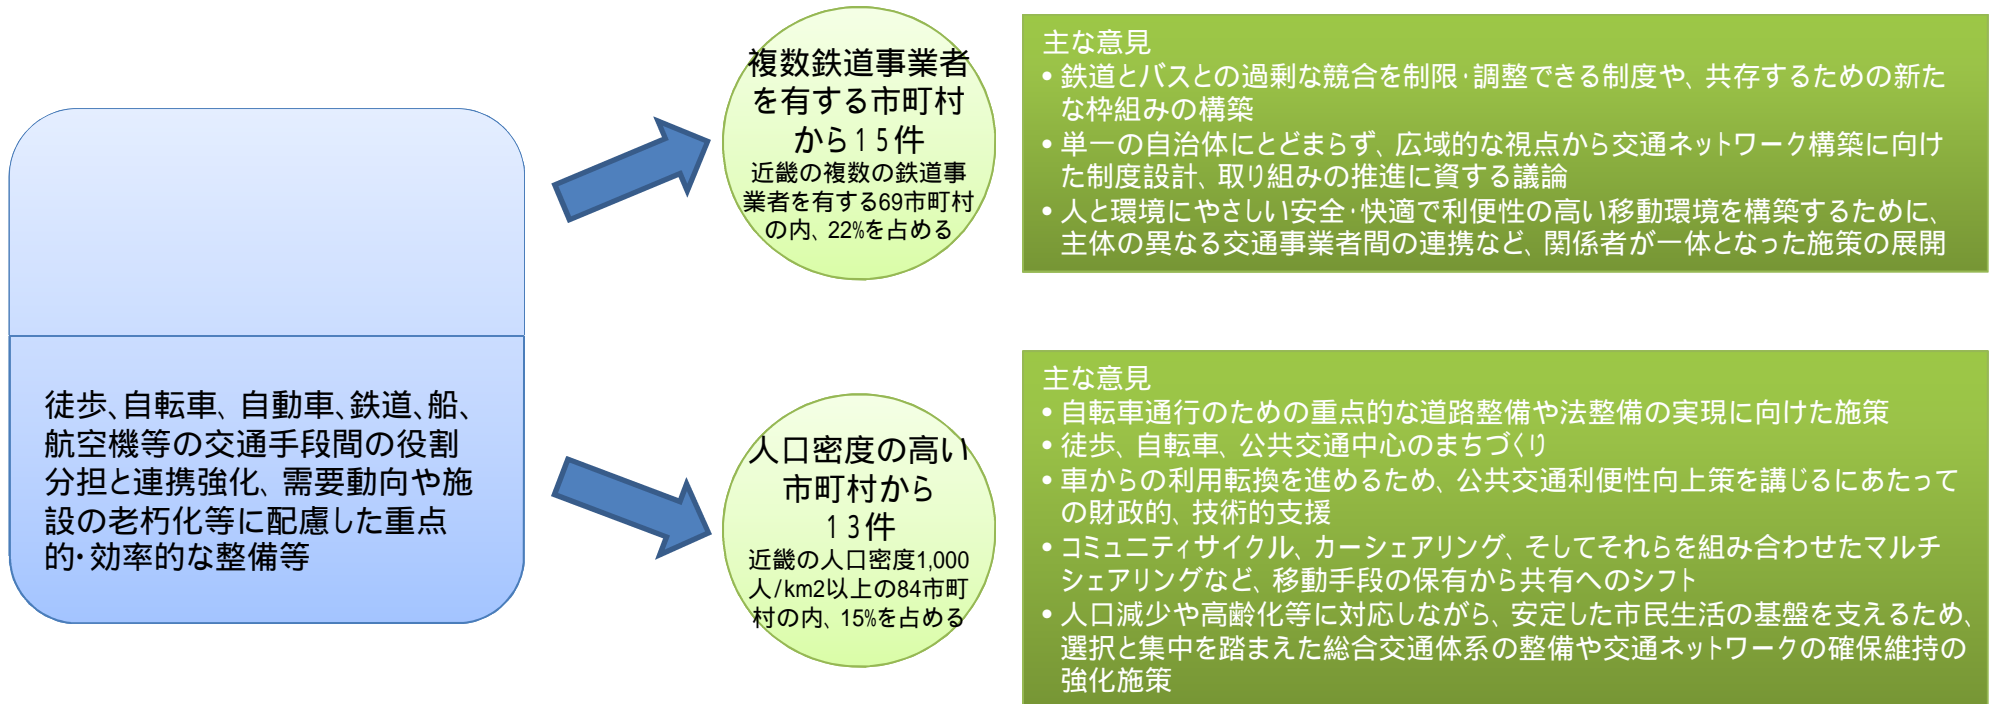 徒歩、自転車、自動車、鉄道、船、
航空機等の交通手段間の役割
分担と連携強化、需要動向や施
設の老朽化等に配慮した重点
的・効率的な整備等
複数鉄道事業者
を有する市町村
から15件
近畿の複数の鉄道事
業者を有する69市町村
の内、22%を占める
主な意見
• 鉄道とバスとの過剰な競合を制限・調整できる制度や、共存するための新た
な枠組みの構築
• 単一の自治体にとどまらず、広域的な視点から交通ネットワーク構築に向け
た制度設計、取り組みの推進に資する議論
• 人と環境にやさしい安全・快適で利便性の高い移動環境を構築するために、
主体の異なる交通事業者間の連携など、関係者が一体となった施策の展開
人口密度の高い
市町村から
13件
近畿の人口密度1,000
人/km2以上の84市町
村の内、15%を占める
主な意見
• 自転車通行のための重点的な道路整備や法整備の実現に向けた施策
• 徒歩、自転車、公共交通中心のまちづくり
• 車からの利用転換を進めるため、公共交通利便性向上策を講じるにあたって
の財政的、技術的支援
• コミュニティサイクル、カーシェアリング、そしてそれらを組み合わせたマルチ
シェアリングなど、移動手段の保有から共有へのシフト
• 人口減少や高齢化等に対応しながら、安定した市民生活の基盤を支えるため、
選択と集中を踏まえた総合交通体系の整備や交通ネットワークの確保維持の
強化施策